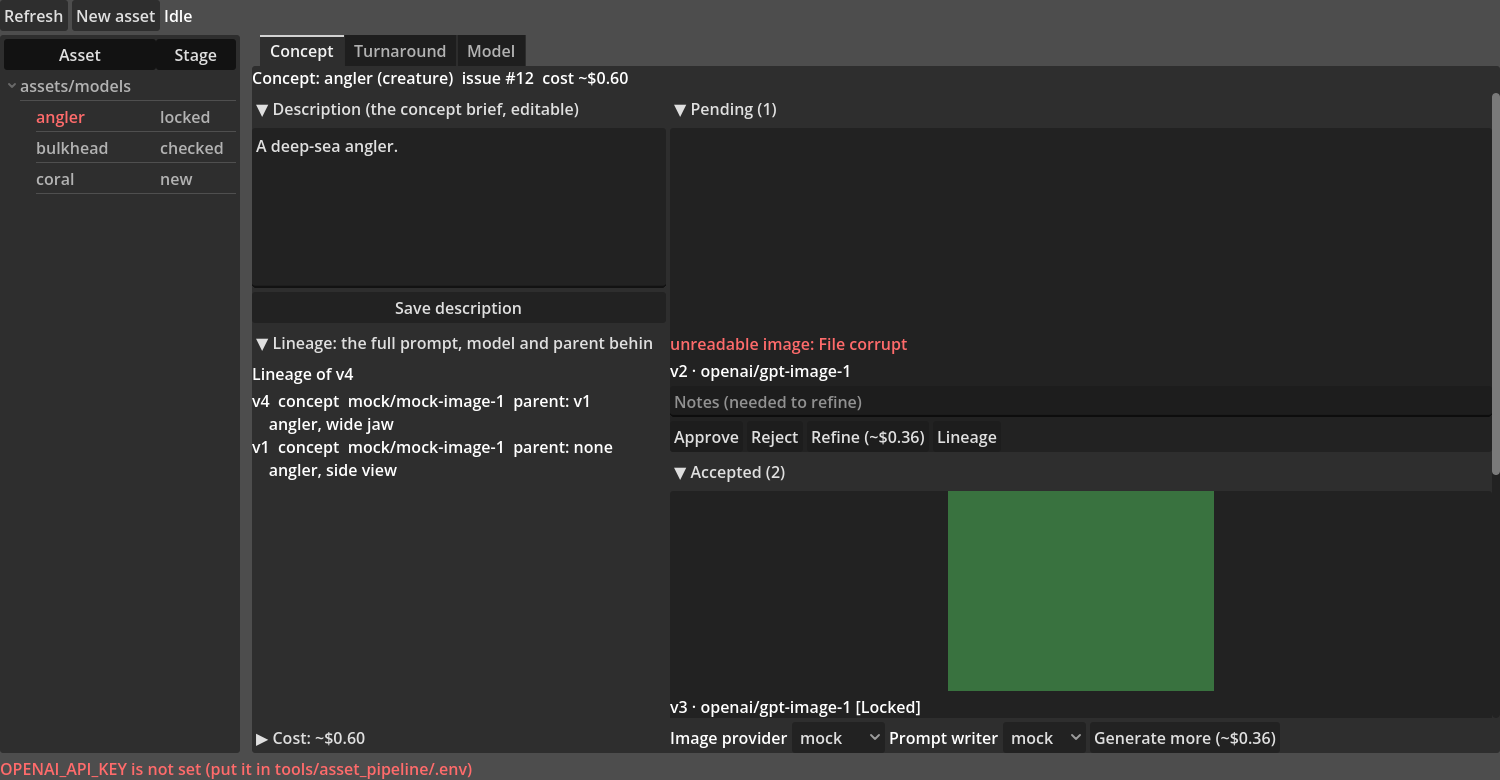 Refresh New asset Idle
Asset Stage
assets/models
angler locked
bulkhead checked
coral new
Concept Turnaround Model
Concept: angler (creature) issue #12 cost ~$0.60
▼ Description (the concept brief, editable)
A deep-sea angler.
Save description
▼ Lineage: the full prompt, model and parent behin
Lineage of v4
v4 concept mock/mock-image-1 parent: v1
angler, wide jaw
v1 concept mock/mock-image-1 parent: none
angler, side view
▶ Cost: ~$0.60
▼ Pending (1)
unreadable image: File corrupt
v2 · openai/gpt-image-1
Notes (needed to refine)
Approve Reject Refine (~$0.36) Lineage
▼ Accepted (2)
v3 · openai/gpt-image-1 [Locked]
Image provider mock Prompt writer mock Generate more (~$0.36)
OPENAI_API_KEY is not set (put it in tools/asset_pipeline/.env)